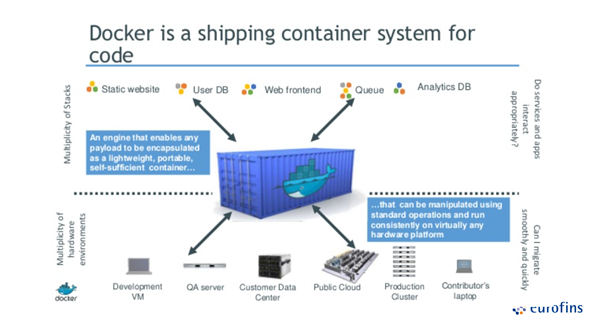 Docker is a shipping container system for
code
Static website
User DB
Web frontend
Queue
Analytics DB
Multiplicity of Stacks
Do services and apps
interact
appropriately?
An engine that enables any
payload to be encapsulated
as a lightweight, portable,
self-sufficient container…
…that can be manipulated using
standard operations and run
consistently on virtually any
hardware platform
Multiplicity of
hardware
environments
Can I migrate
smoothly and quickly
Development
VM
QA server
Customer Data
Center
Public Cloud
Production
Cluster
Contributor's
laptop
docker
eurofins